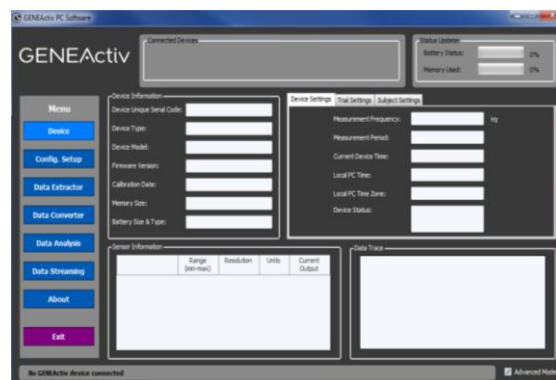 GENEActiv PC Software
GENEActiv
Connected Devices
Status Updater
Battery Status: 0%
Memory Used: 0%
Menu
Device
Config. Setup
Data Extractor
Data Converter
Data Analysis
Data Streaming
About
Exit
Device Information
Device Unique Serial Code:
Device Type:
Device Model:
Firmware Version:
Calibration Date:
Memory Size:
Battery Size & Type:
Device Settings Trial Settings Subject Settings
Measurement Frequency: Hz
Measurement Period:
Current Device Time:
Local PC Time:
Local PC Time Zone:
Device Status:
Sensor Information
Range (min-max) Resolution Units Current Output
Data Trace
No GENEActiv device connected
Advanced Mode